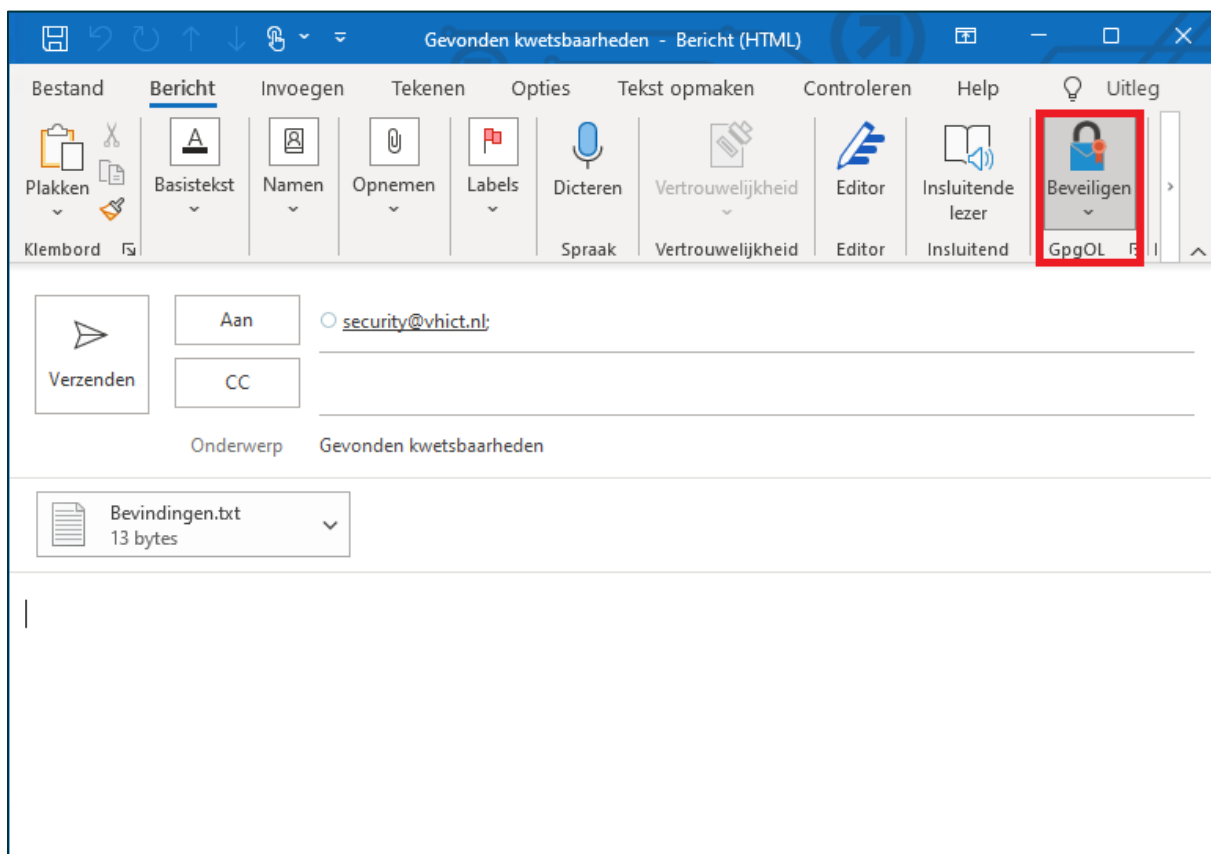 Gevonden kwetsbaarheden - Bericht (HTML)
Bestand Bericht Invoegen Tekenen Opties Tekst opmaken Controleren Help Uitleg
Plakken Basistekst Namen Opnemen Labels Dicteren Vertrouwelijkheid Editor Insluitende lezer Beveiligen
Klembord Spraak Vertrouwelijkheid Editor Insluitend GpgOL
Aan security@vhict.nl;
Verzenden CC
Onderwerp Gevonden kwetsbaarheden
Bevindingen.txt
13 bytes